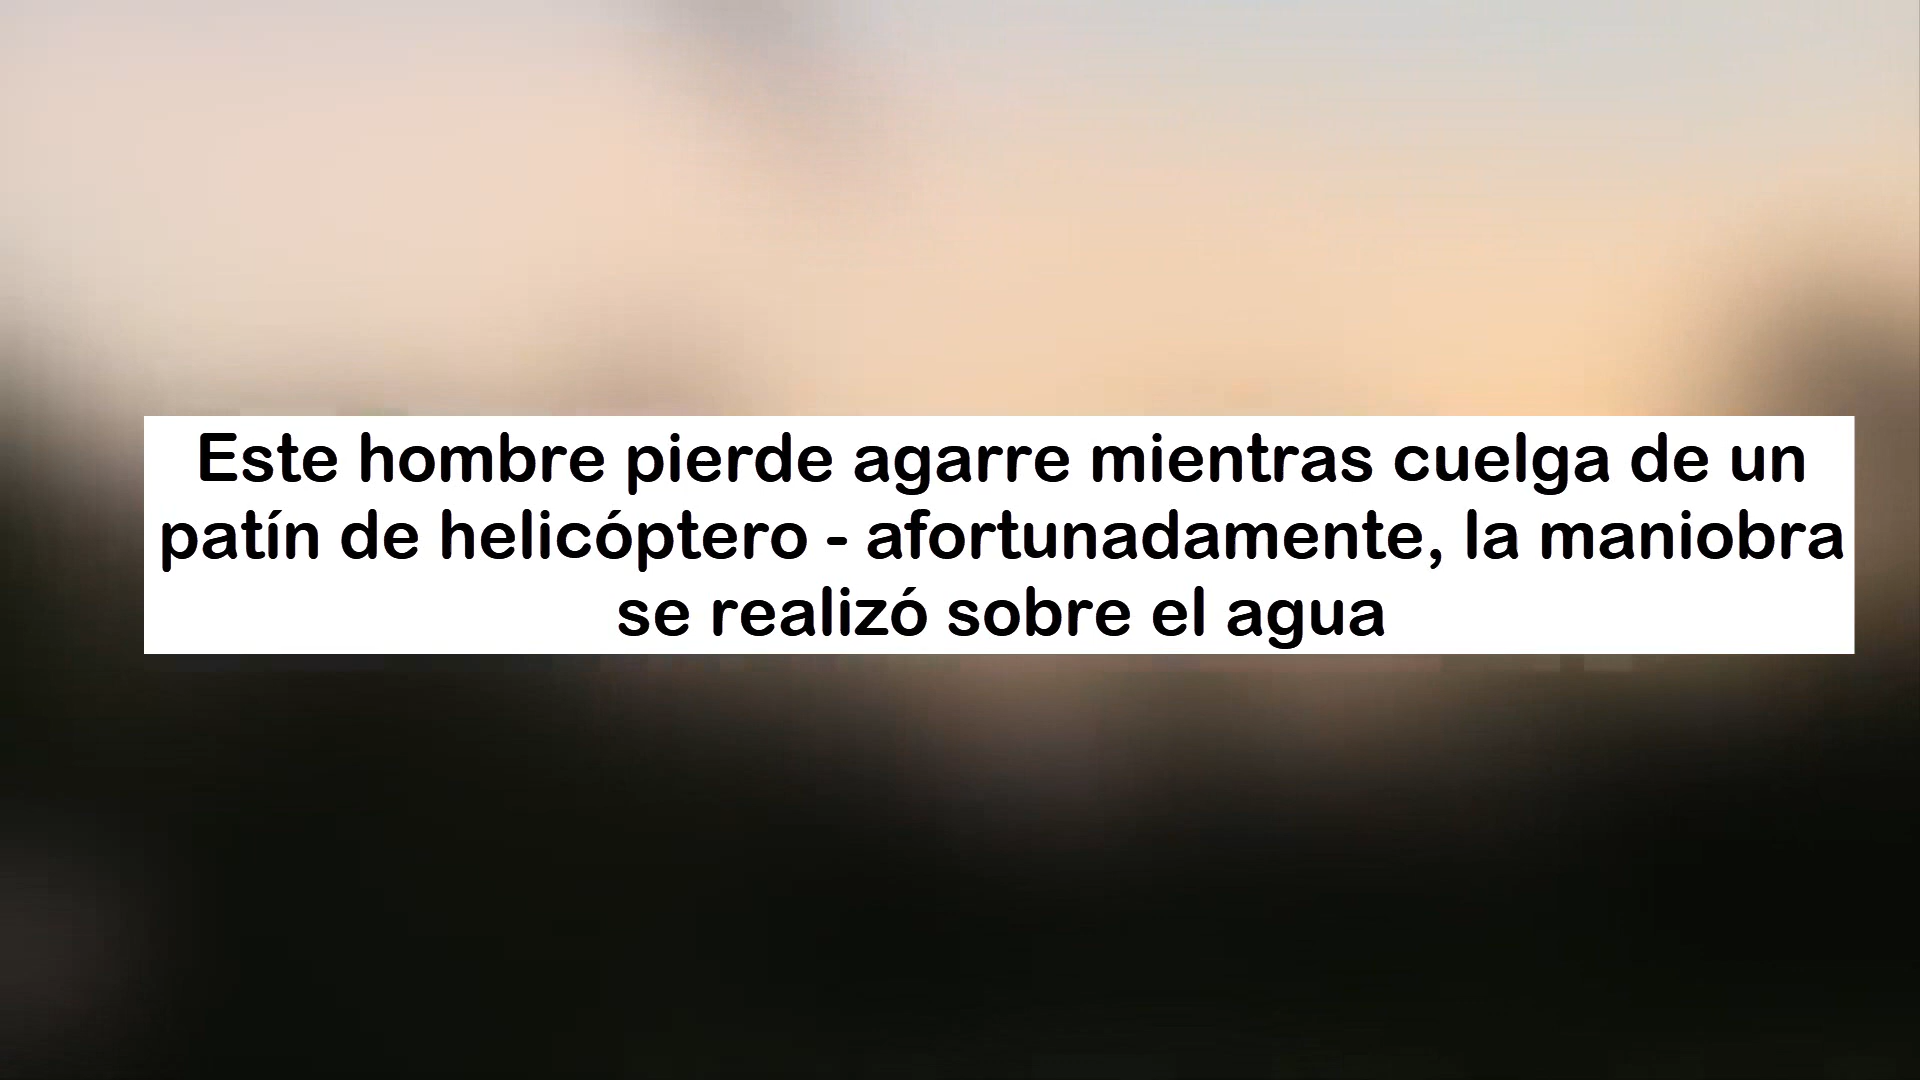 Este hombre pierde agarre mientras cuelga de un
patín de helicóptero - afortunadamente, la maniobra
se realizó sobre el agua